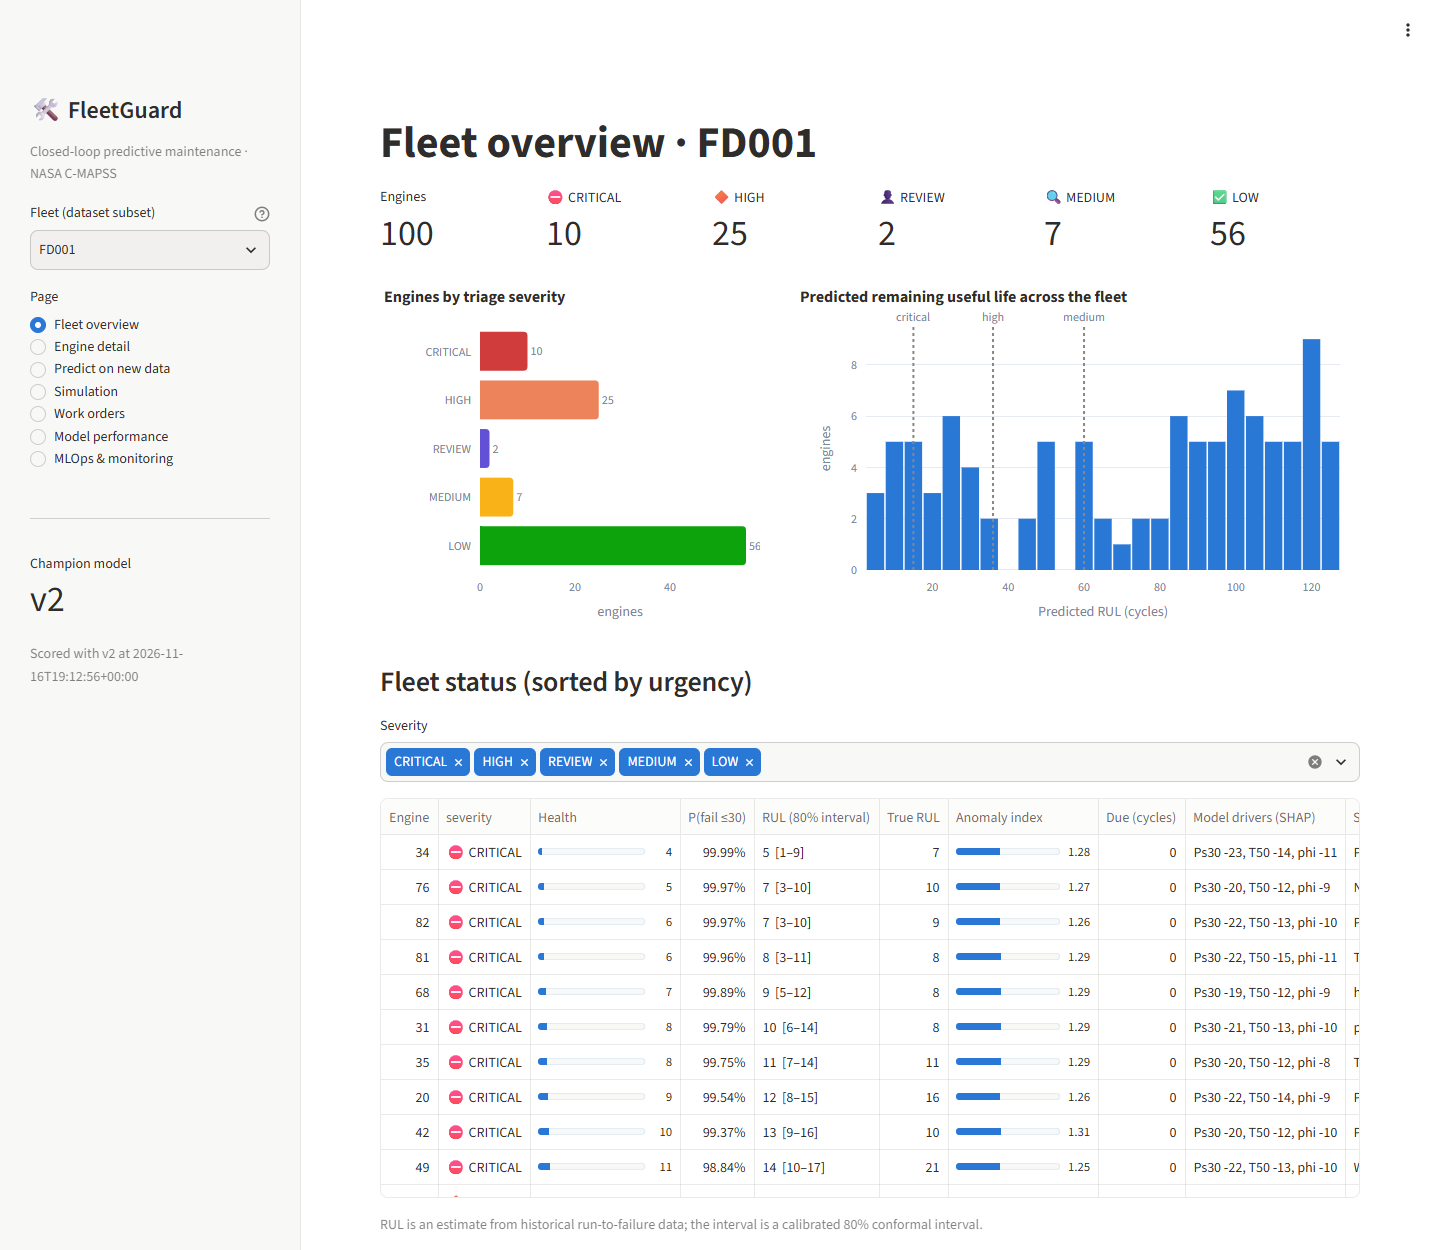 FleetGuard
Closed-loop predictive maintenance ·
NASA C-MAPSS
Fleet (dataset subset)
FD001
Page
Fleet overview
Engine detail
Predict on new data
Simulation
Work orders
Model performance
MLOps & monitoring
Champion model
v2
Scored with v2 at 2026-11-
16T19:12:56+00:00
Fleet overview · FD001
Engines CRITICAL HIGH REVIEW MEDIUM LOW
100 10 25 2 7 56
Engines by triage severity
CRITICAL 10
HIGH 25
REVIEW 2
MEDIUM 7
LOW 56
0 20 40
engines
Predicted remaining useful life across the fleet
critical high medium
8
6
4
2
0
engines
20 40 60 80 100 120
Predicted RUL (cycles)
Fleet status (sorted by urgency)
Severity
CRITICAL HIGH REVIEW MEDIUM LOW
Engine severity Health P(fail ≤30) RUL (80% interval) True RUL Anomaly index Due (cycles) Model drivers (SHAP)
34 CRITICAL 4 99.99% 5 [1–9] 7 1.28 0 Ps30 -23, T50 -14, phi -11
76 CRITICAL 5 99.97% 7 [3–10] 10 1.27 0 Ps30 -20, T50 -12, phi -9
82 CRITICAL 6 99.97% 7 [3–10] 9 1.26 0 Ps30 -22, T50 -13, phi -10
81 CRITICAL 6 99.96% 8 [3–11] 8 1.29 0 Ps30 -22, T50 -15, phi -11
68 CRITICAL 7 99.89% 9 [5–12] 8 1.29 0 Ps30 -19, T50 -12, phi -9
31 CRITICAL 8 99.79% 10 [6–14] 8 1.29 0 Ps30 -21, T50 -13, phi -10
35 CRITICAL 8 99.75% 11 [7–14] 11 1.29 0 Ps30 -20, T50 -12, phi -8
20 CRITICAL 9 99.54% 12 [8–15] 16 1.26 0 Ps30 -22, T50 -14, phi -9
42 CRITICAL 10 99.37% 13 [9–16] 10 1.31 0 Ps30 -20, T50 -12, phi -10
49 CRITICAL 11 98.84% 14 [10–17] 21 1.25 0 Ps30 -22, T50 -13, phi -10
RUL is an estimate from historical run-to-failure data; the interval is a calibrated 80% conformal interval.